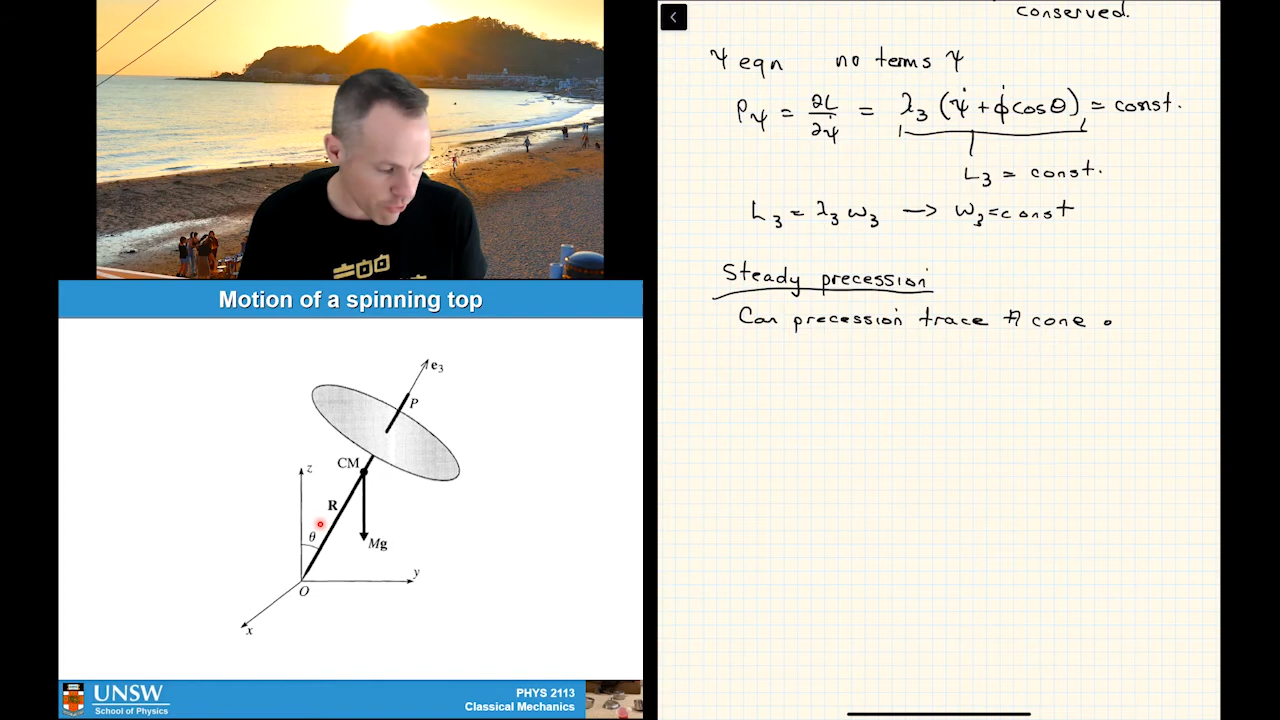 Motion of a spinning top
e3
P
CM
z
R
θ
Mg
y
O
x
UNSW
School of Physics
PHYS 2113
Classical Mechanics
conserved.
ψ eqn no terms ψ
Pψ = ∂L/∂ψ̇ = λ3 (ψ̇ + φ̇ cosθ) = const.
L3 = const.
L3 = λ3 ω3 → ω3 = const
Steady precession
Can precession trace a cone